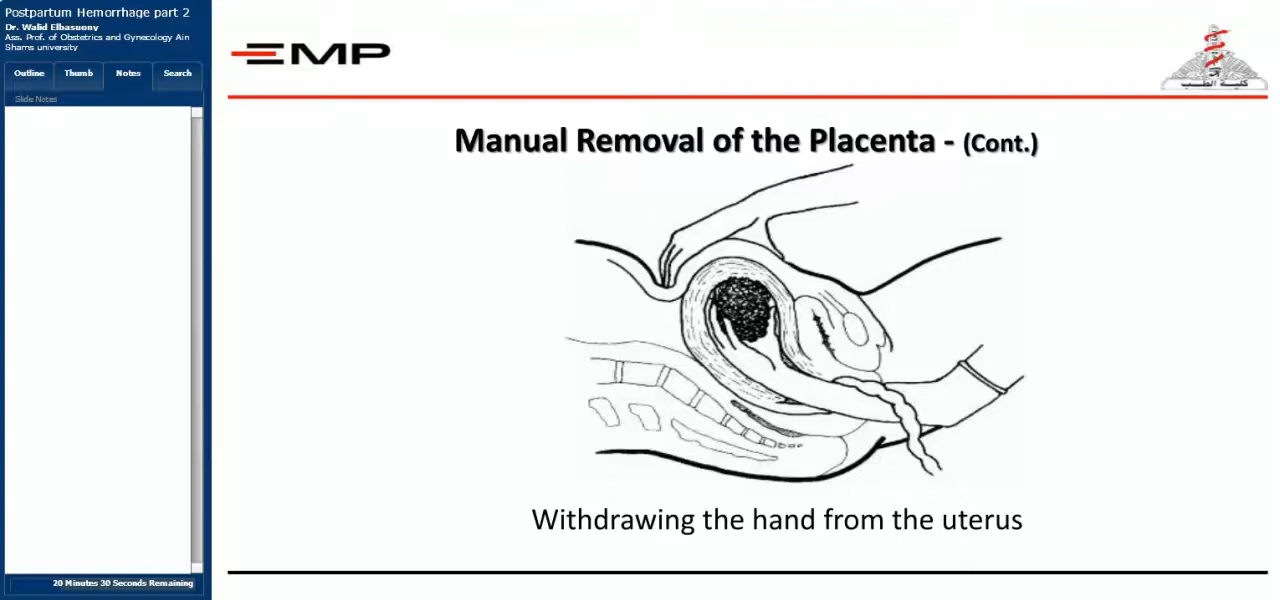 Postpartum Hemorrhage part 2
Dr. Walid Elbasuony
Ass. Prof. of Obstetrics and Gynecology Ain
Shams university
Outline Thumb Notes Search
Slide Notes
EMP
كلية الطب
Manual Removal of the Placenta - (Cont.)
Withdrawing the hand from the uterus
20 Minutes 30 Seconds Remaining